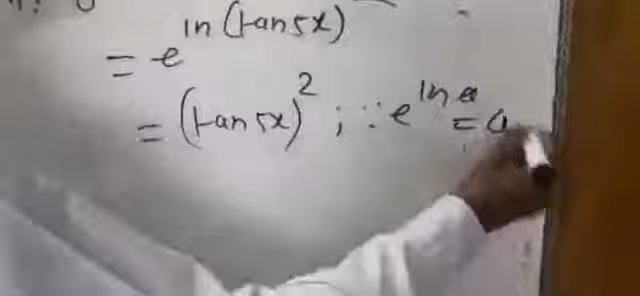 = e^ln(tan5x)
= (tan5x)^2 ; ∵ e^ln a = a